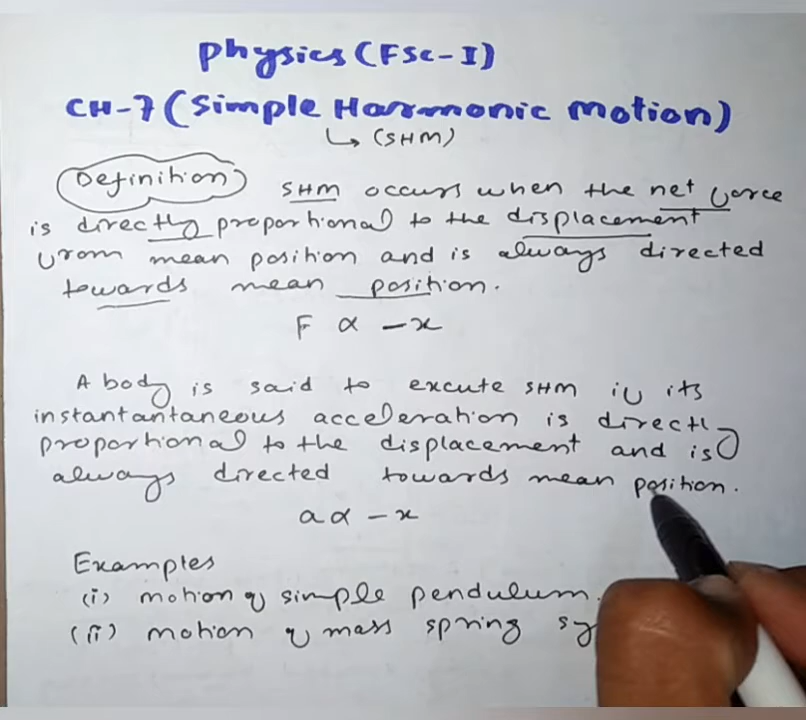 Physics (FSc-I)
CH-7 (Simple Harmonic Motion)
↳ (SHM)
Definition SHM occurs when the net force
is directly proportional to the displacement
from mean position and is always directed
towards mean position.
F ∝ -x
A body is said to excute SHM if its
instantantaneous acceleration is directly
proportional to the displacement and is
always directed towards mean position.
a ∝ -x
Examples
(i) motion of simple pendulum.
(ii) motion of mass spring sy